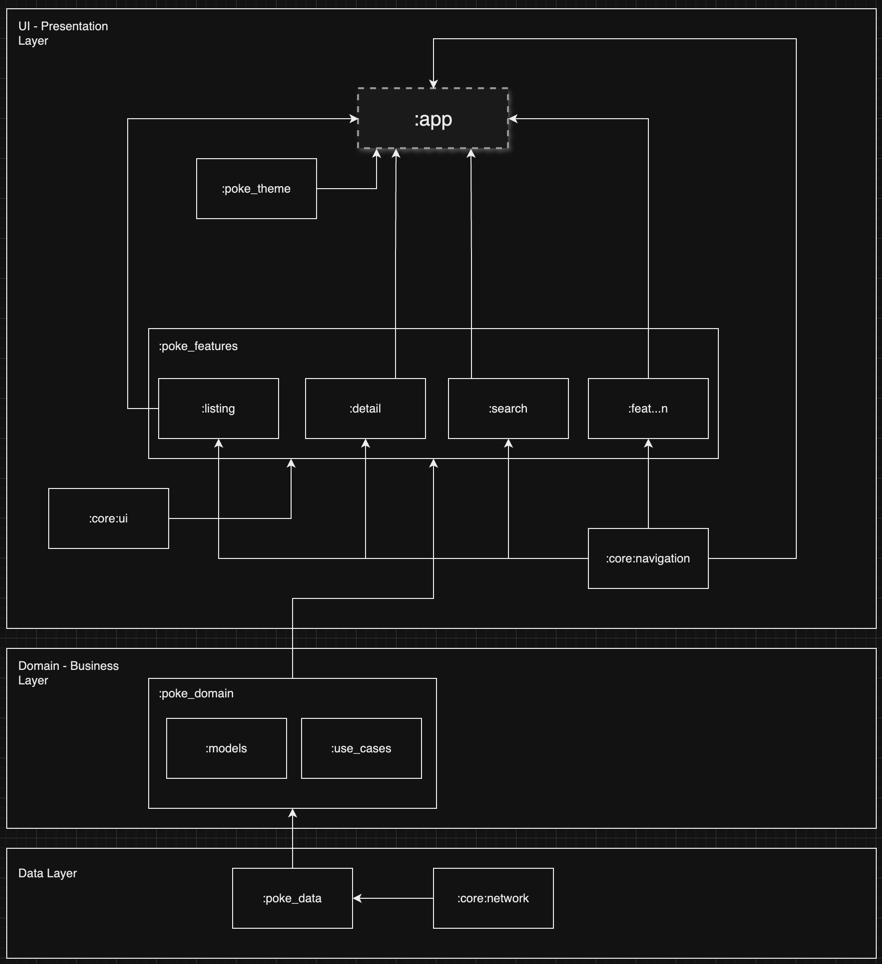 UI - Presentation
Layer
:app
:poke_theme
:poke_features
:listing
:detail
:search
:feat...n
:core:ui
:core:navigation
Domain - Business
Layer
:poke_domain
:models
:use_cases
Data Layer
:poke_data
:core:network